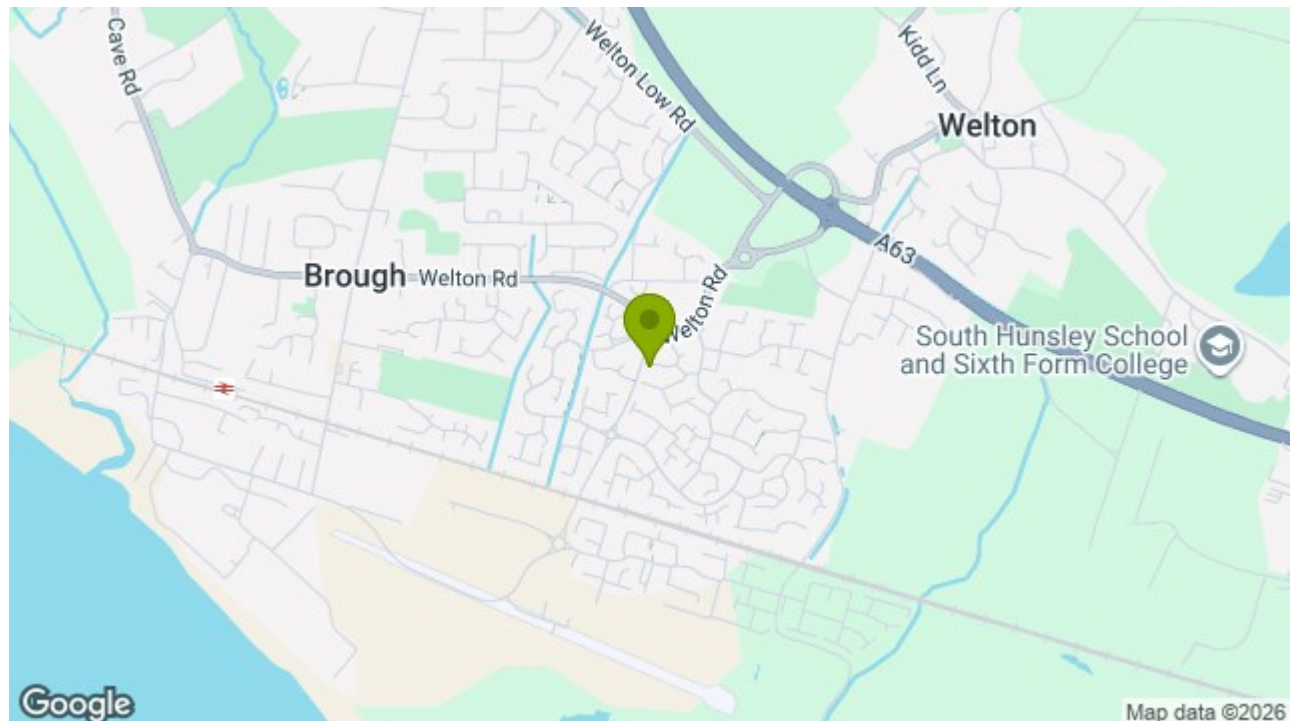 Cave Rd
Welton Low Rd
Kidd Ln
Welton
A63
Brough
Welton Rd
Welton Rd
South Hunsley School
and Sixth Form College
Google
Map data ©2026